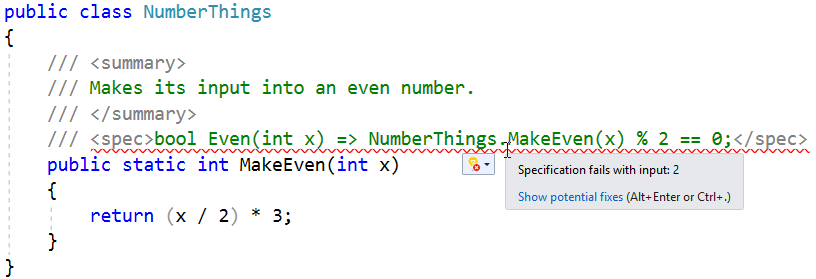 public class NumberThings
{
/// <summary>
/// Makes its input into an even number.
/// </summary>
/// <spec>bool Even(int x) => NumberThings.MakeEven(x) % 2 == 0;</spec>
public static int MakeEven(int x)
Specification fails with input: 2
{
Show potential fixes (Alt+Enter or Ctrl+.)
return (x / 2) * 3;
}
}